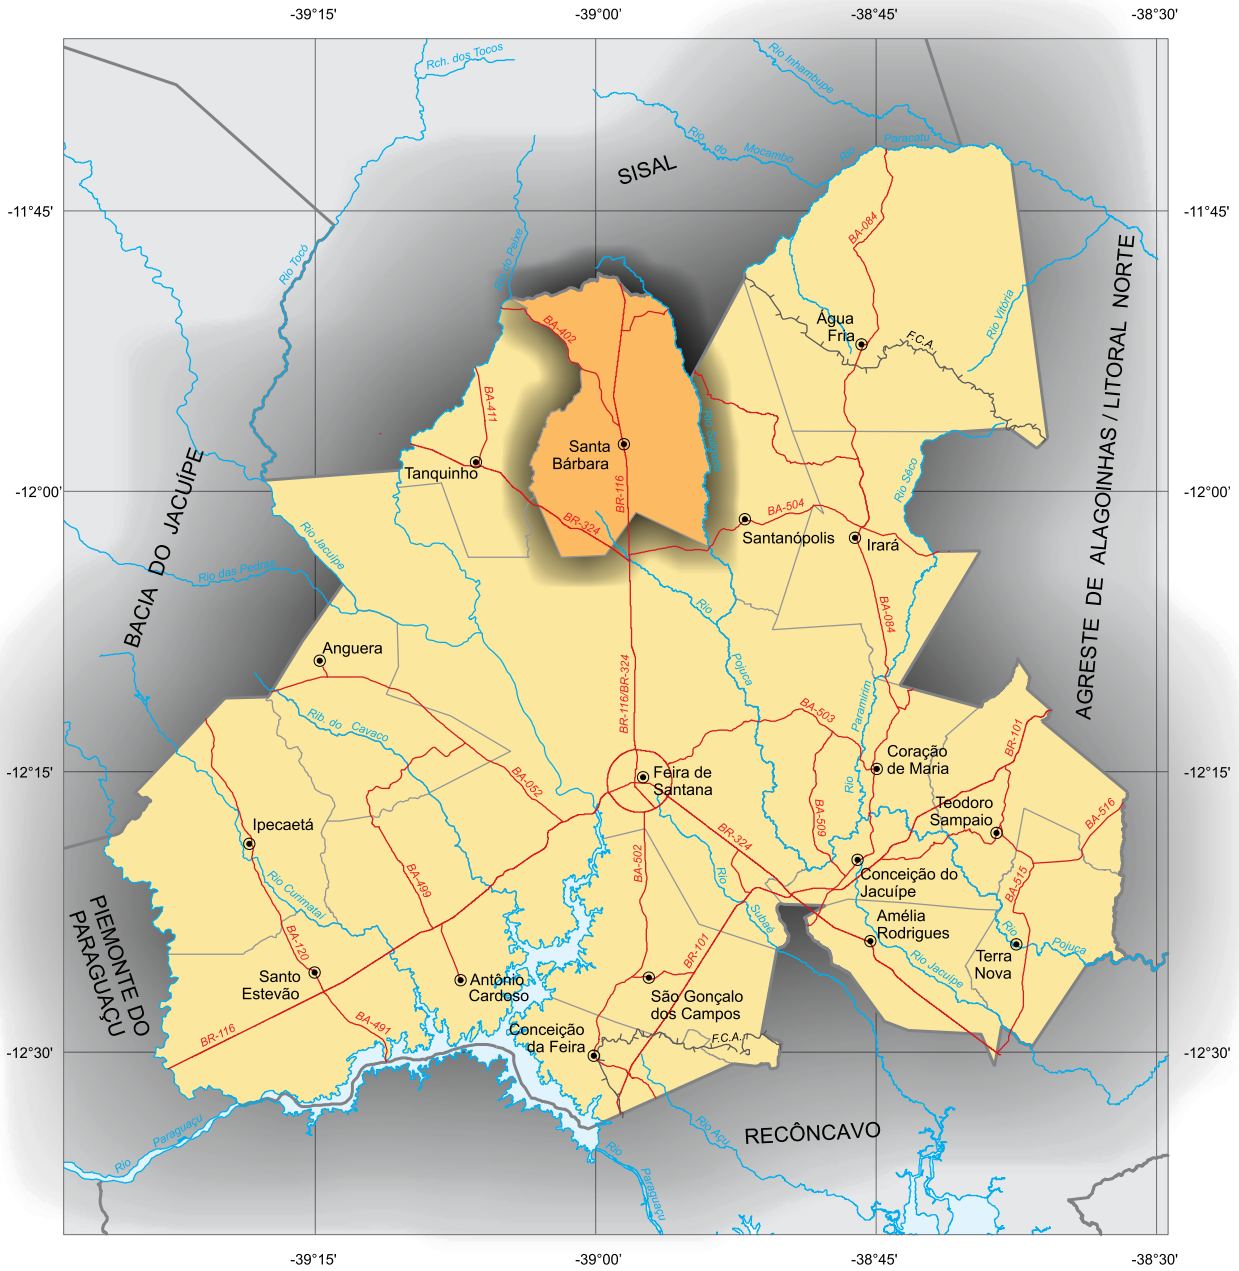 -39°15'
-39°00'
-38°45'
-38°30'
Rch. dos Tocos
Rio Inhambupe
Rio do Mocambo
Rio Paracatu
SISAL
-11°45'
-11°45'
BA-084
Rio Tocó
do Peixe
Rio Vitória
AGRESTE DE ALAGOINHAS / LITORAL NORTE
Água
Fria
F.C.A.
BA-402
BA-411
Santa
Bárbara
Tanquinho
BACIA DO JACUÍPE
Rio Sêco
-12°00'
-12°00'
BR-116
BR-324
BA-504
Santanópolis
Irará
Rio Jacuípe
Rio das Pedras
Rio
Pojuca
BA-084
Anguera
BR-116/BR-324
Rib. do Cavaco
Paramirim
Rio
BA-503
BR-101
Coração
de Maria
-12°15'
-12°15'
Feira de
Santana
BA-052
Teodoro
Sampaio
BA-516
Ipecaetá
BA-509
BR-324
BA-502
BA-499
Conceição do
Jacuípe
BA-515
Rio Curimataí
Rio
Subaé
Amélia
Rodrigues
Rio
Pojuca
Terra
Nova
PIEMONTE DO
PARAGUAÇU
BA-120
BR-101
Rio Jacuípe
Santo
Estevão
Antônio
Cardoso
São Gonçalo
dos Campos
BR-116
BA-491
Conceição
da Feira
F.C.A.
-12°30'
-12°30'
Rio Paraguaçu
Rio Açu
RECÔNCAVO
Rio
Paraguaçu
-39°15'
-39°00'
-38°45'
-38°30'